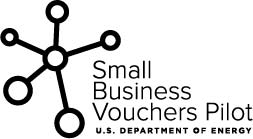 Small
Business
Vouchers Pilot
U.S. DEPARTMENT OF ENERGY